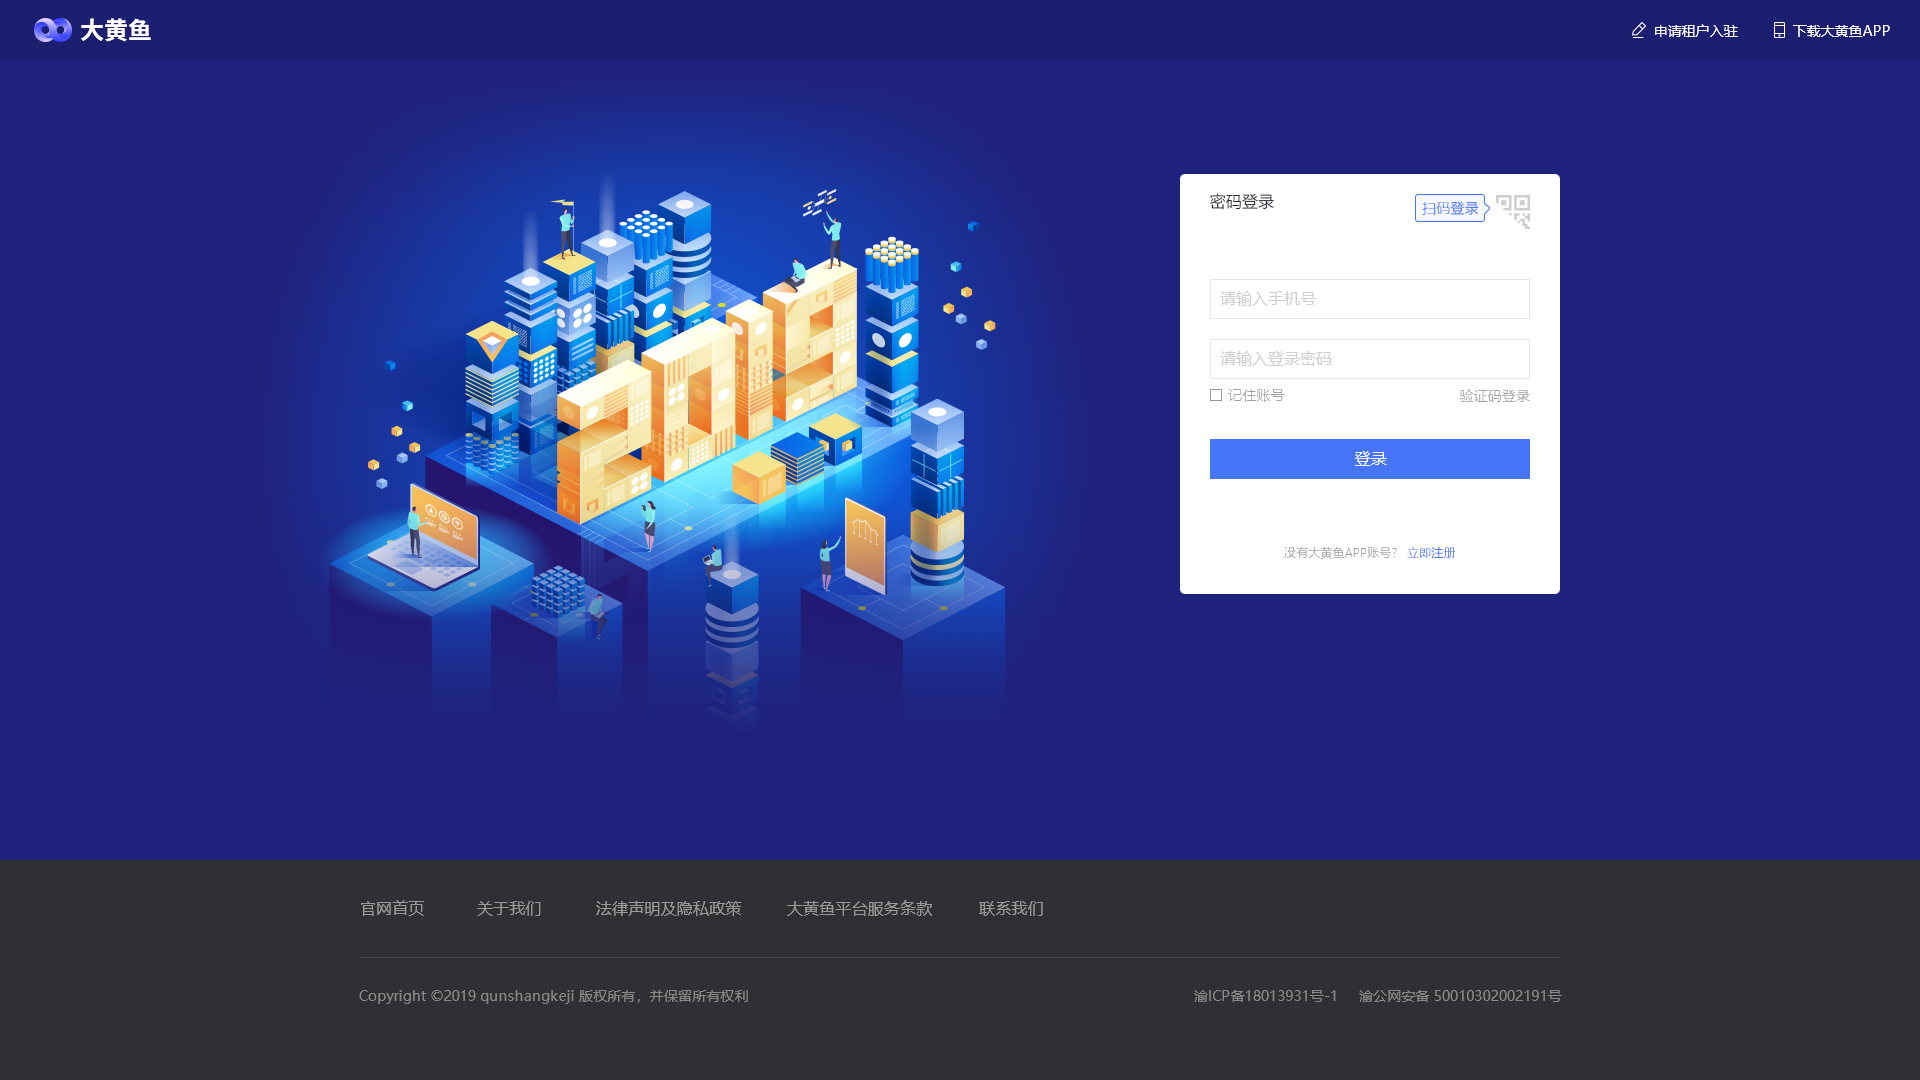 大黄鱼
申请租户入驻
下载大黄鱼APP
密码登录
扫码登录
请输入手机号
请输入登录密码
记住账号
验证码登录
登录
没有大黄鱼APP账号? 立即注册
2019
官网首页 关于我们 法律声明及隐私政策 大黄鱼平台服务条款 联系我们
Copyright ©2019 qunshangkeji 版权所有，并保留所有权利
渝ICP备18013931号-1 渝公网安备 50010302002191号